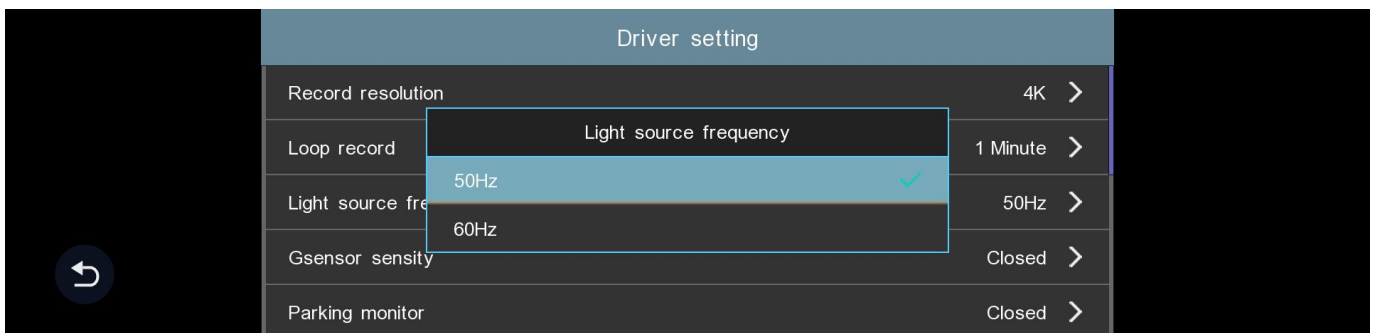 Driver setting
Record resolution 4K
Light source frequency
Loop record 1 Minute
50Hz
Light source fre 50Hz
60Hz
Gsensor sensity Closed
Parking monitor Closed